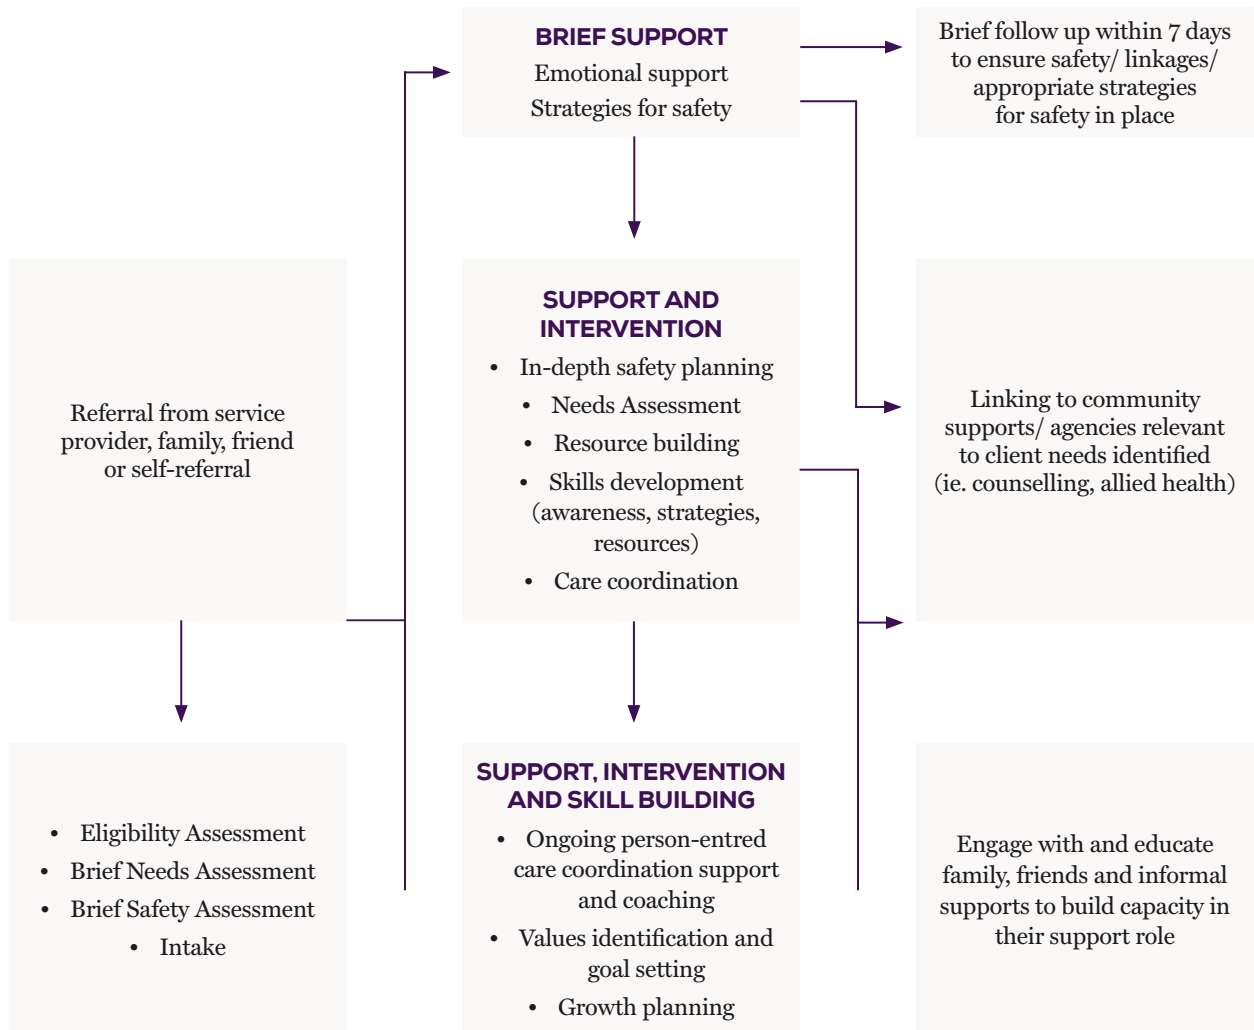 BRIEF SUPPORT
Emotional support
Strategies for safety
Brief follow up within 7 days
to ensure safety/ linkages/
appropriate strategies
for safety in place
Referral from service
provider, family, friend
or self-referral
SUPPORT AND
INTERVENTION
• In-depth safety planning
• Needs Assessment
• Resource building
• Skills development
(awareness, strategies,
resources)
• Care coordination
Linking to community
supports/ agencies relevant
to client needs identified
(ie. counselling, allied health)
• Eligibility Assessment
• Brief Needs Assessment
• Brief Safety Assessment
• Intake
SUPPORT, INTERVENTION
AND SKILL BUILDING
• Ongoing person-entred
care coordination support
and coaching
• Values identification and
goal setting
• Growth planning
Engage with and educate
family, friends and informal
supports to build capacity in
their support role